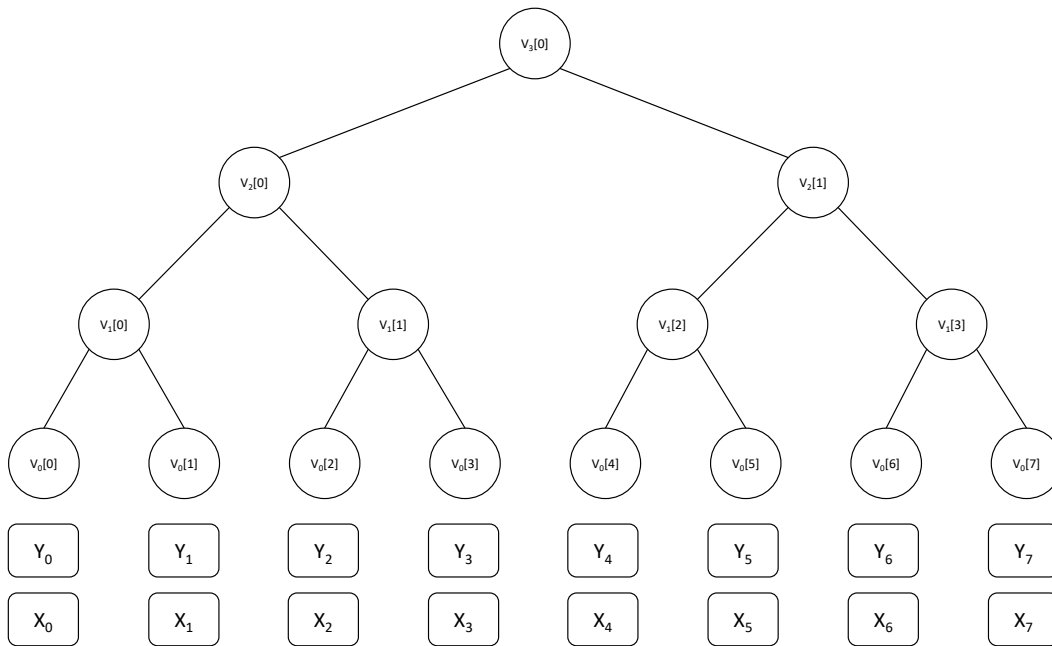 V₃[0]
V₂[0] V₂[1]
V₁[0] V₁[1] V₁[2] V₁[3]
V₀[0] V₀[1] V₀[2] V₀[3] V₀[4] V₀[5] V₀[6] V₀[7]
Y₀ Y₁ Y₂ Y₃ Y₄ Y₅ Y₆ Y₇
X₀ X₁ X₂ X₃ X₄ X₅ X₆ X₇